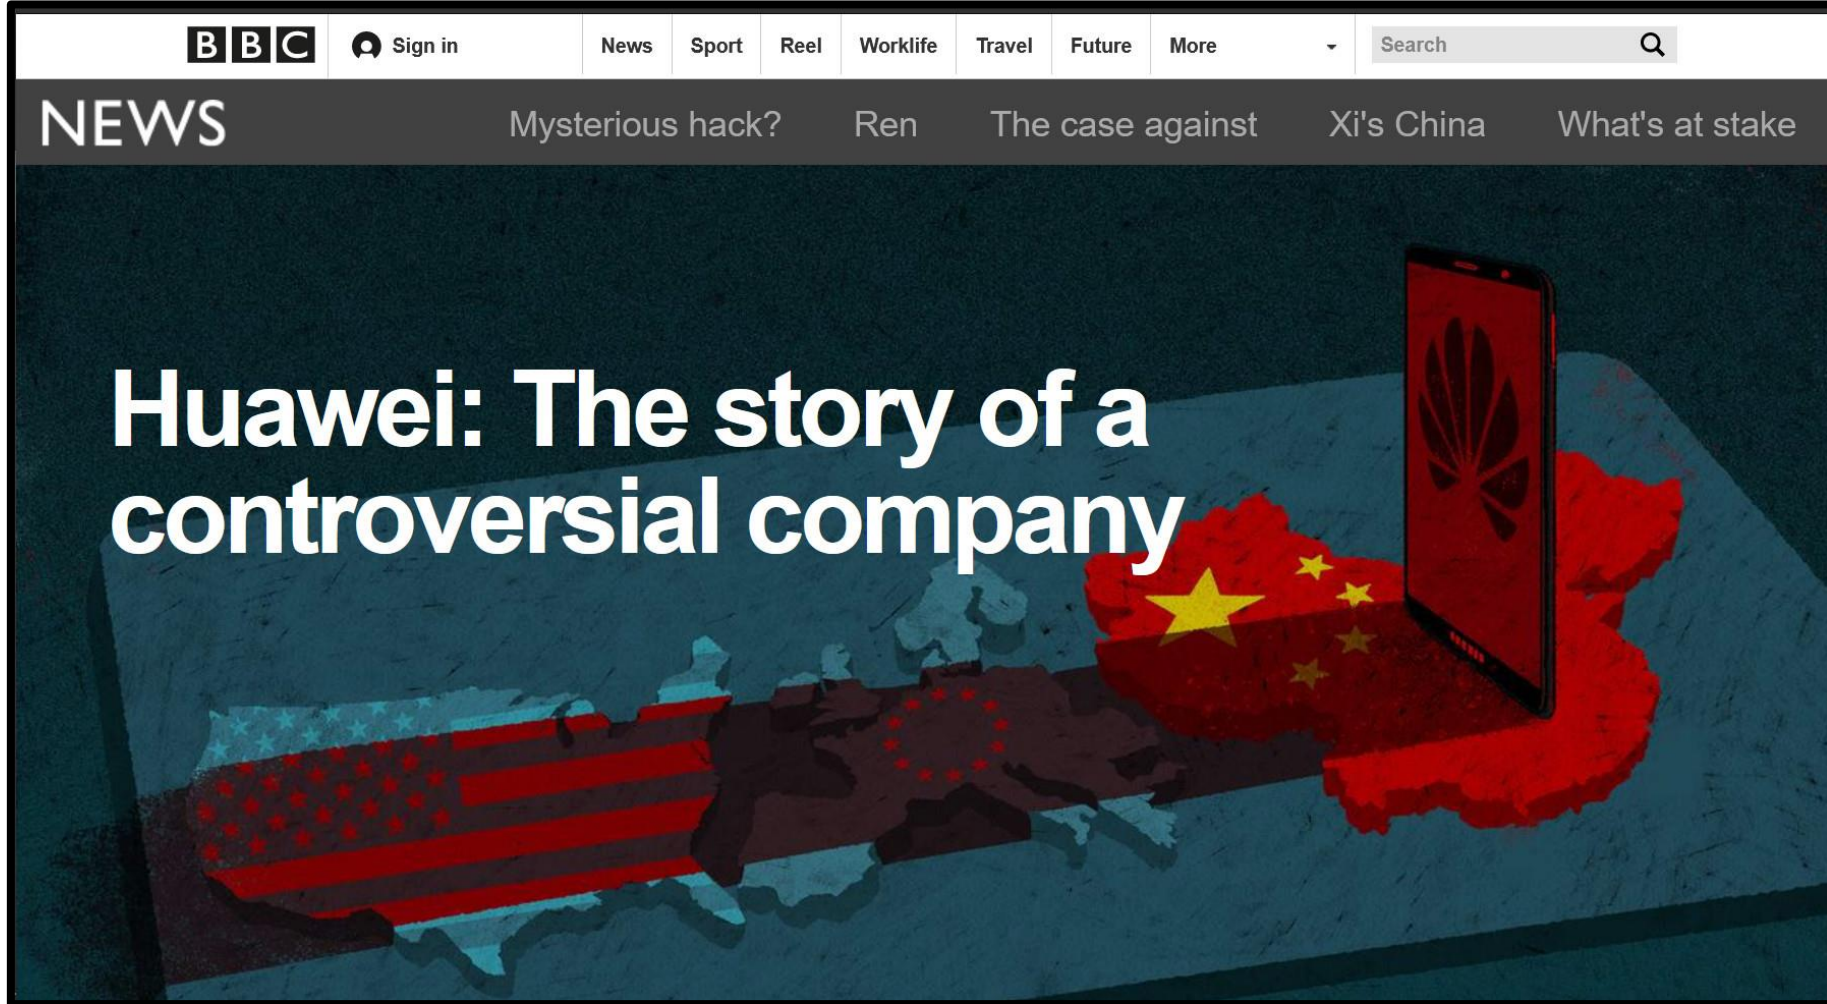 BBC Sign in News Sport Reel Worklife Travel Future More Search
NEWS Mysterious hack? Ren The case against Xi's China What's at stake
Huawei: The story of a
controversial company